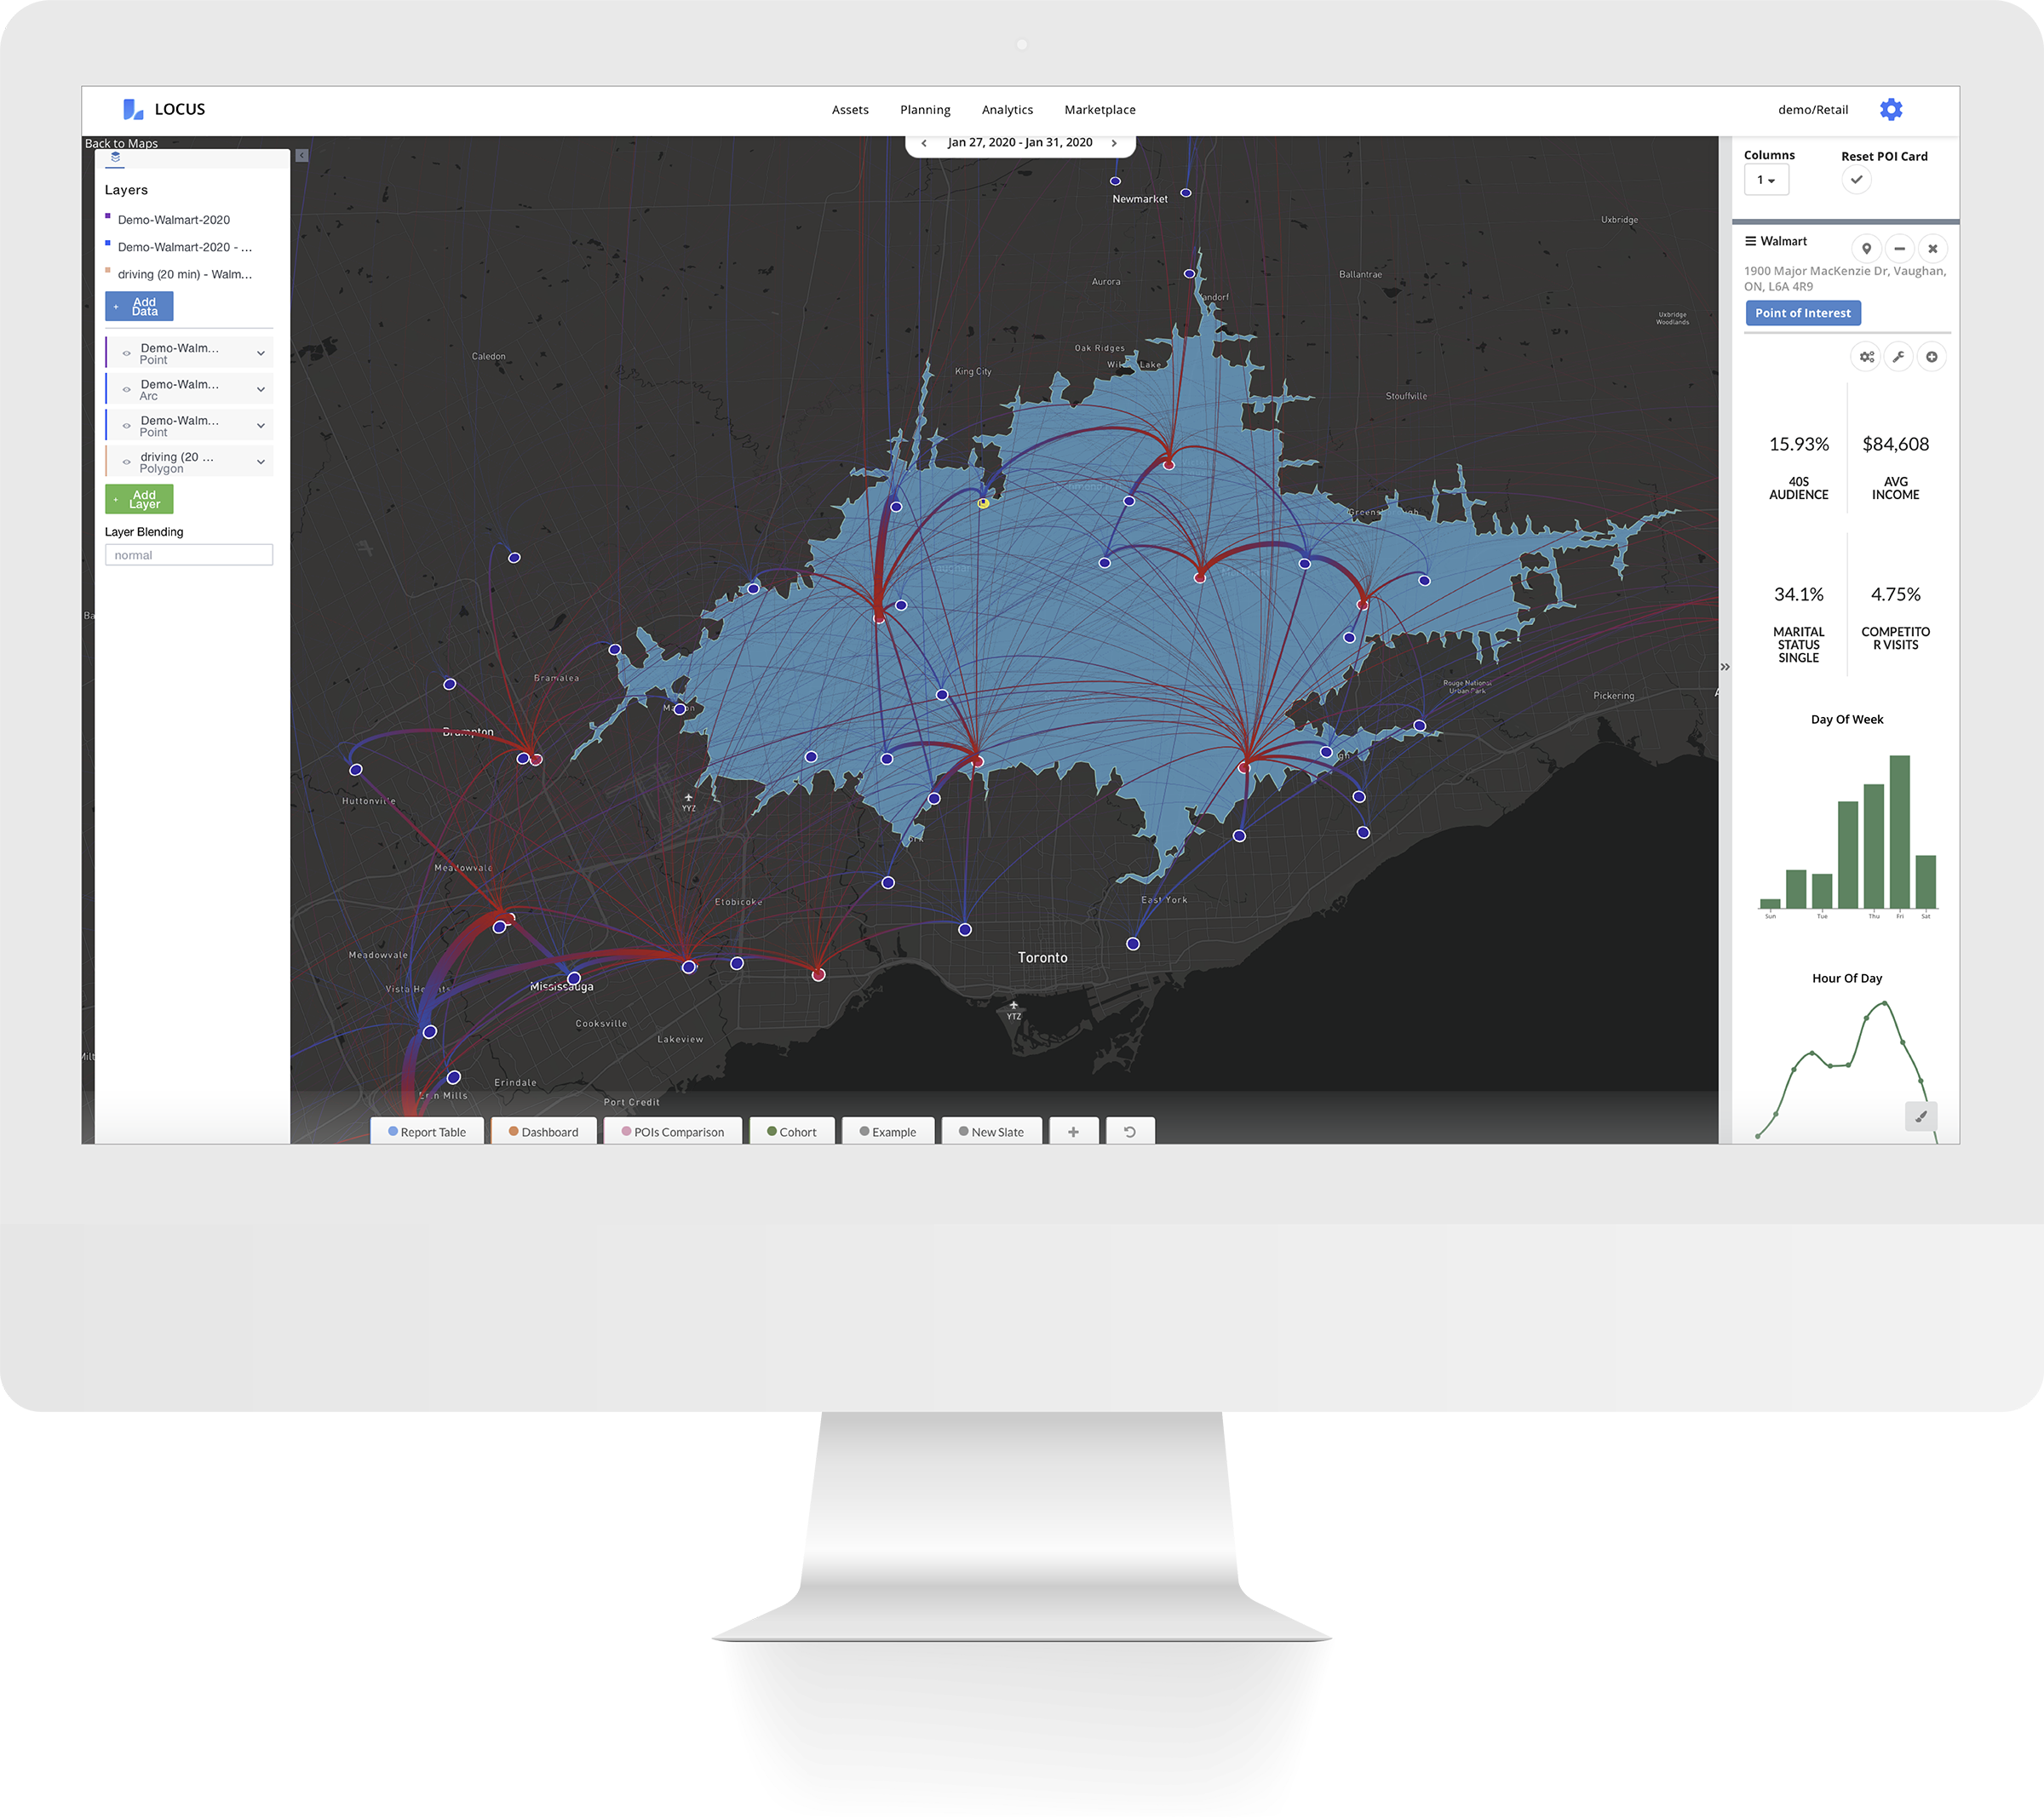 LOCUS
Assets
Planning
Analytics
Marketplace
demo/Retail
Back to Maps
Jan 27, 2020 - Jan 31, 2020
Layers
Demo-Walmart-2020
Demo-Walmart-2020 - ...
driving (20 min) - Walm...
+ Add
Data
Demo-Walm...
Point
Demo-Walm...
Arc
Demo-Walm...
Point
driving (20 ...
Polygon
+ Add
Layer
Layer Blending
normal
Newmarket
Uxbridge
Aurora
Ballantrae
Uxbridge
Woodlands
Caledon
Oak Ridges
King City
Stouffville
Bramalea
Rouge National
Urban Park
Pickering
Brampton
Huttonville
YYZ
Meadowvale
Etobicoke
East York
Meadowvale
Toronto
Mississauga
YTZ
Cooksville
Lakeview
Erindale
Erin Mills
Port Credit
Report Table
Dashboard
POIs Comparison
Cohort
Example
New Slate
Columns
Reset POI Card
1
Walmart
1900 Major MacKenzie Dr, Vaughan,
ON, L6A 4R9
Point of Interest
15.93%
$84,608
40S
AUDIENCE
AVG
INCOME
34.1%
4.75%
MARITAL
STATUS
SINGLE
COMPETITO
R VISITS
Day Of Week
Sun
Tue
Thu
Fri
Sat
Hour Of Day